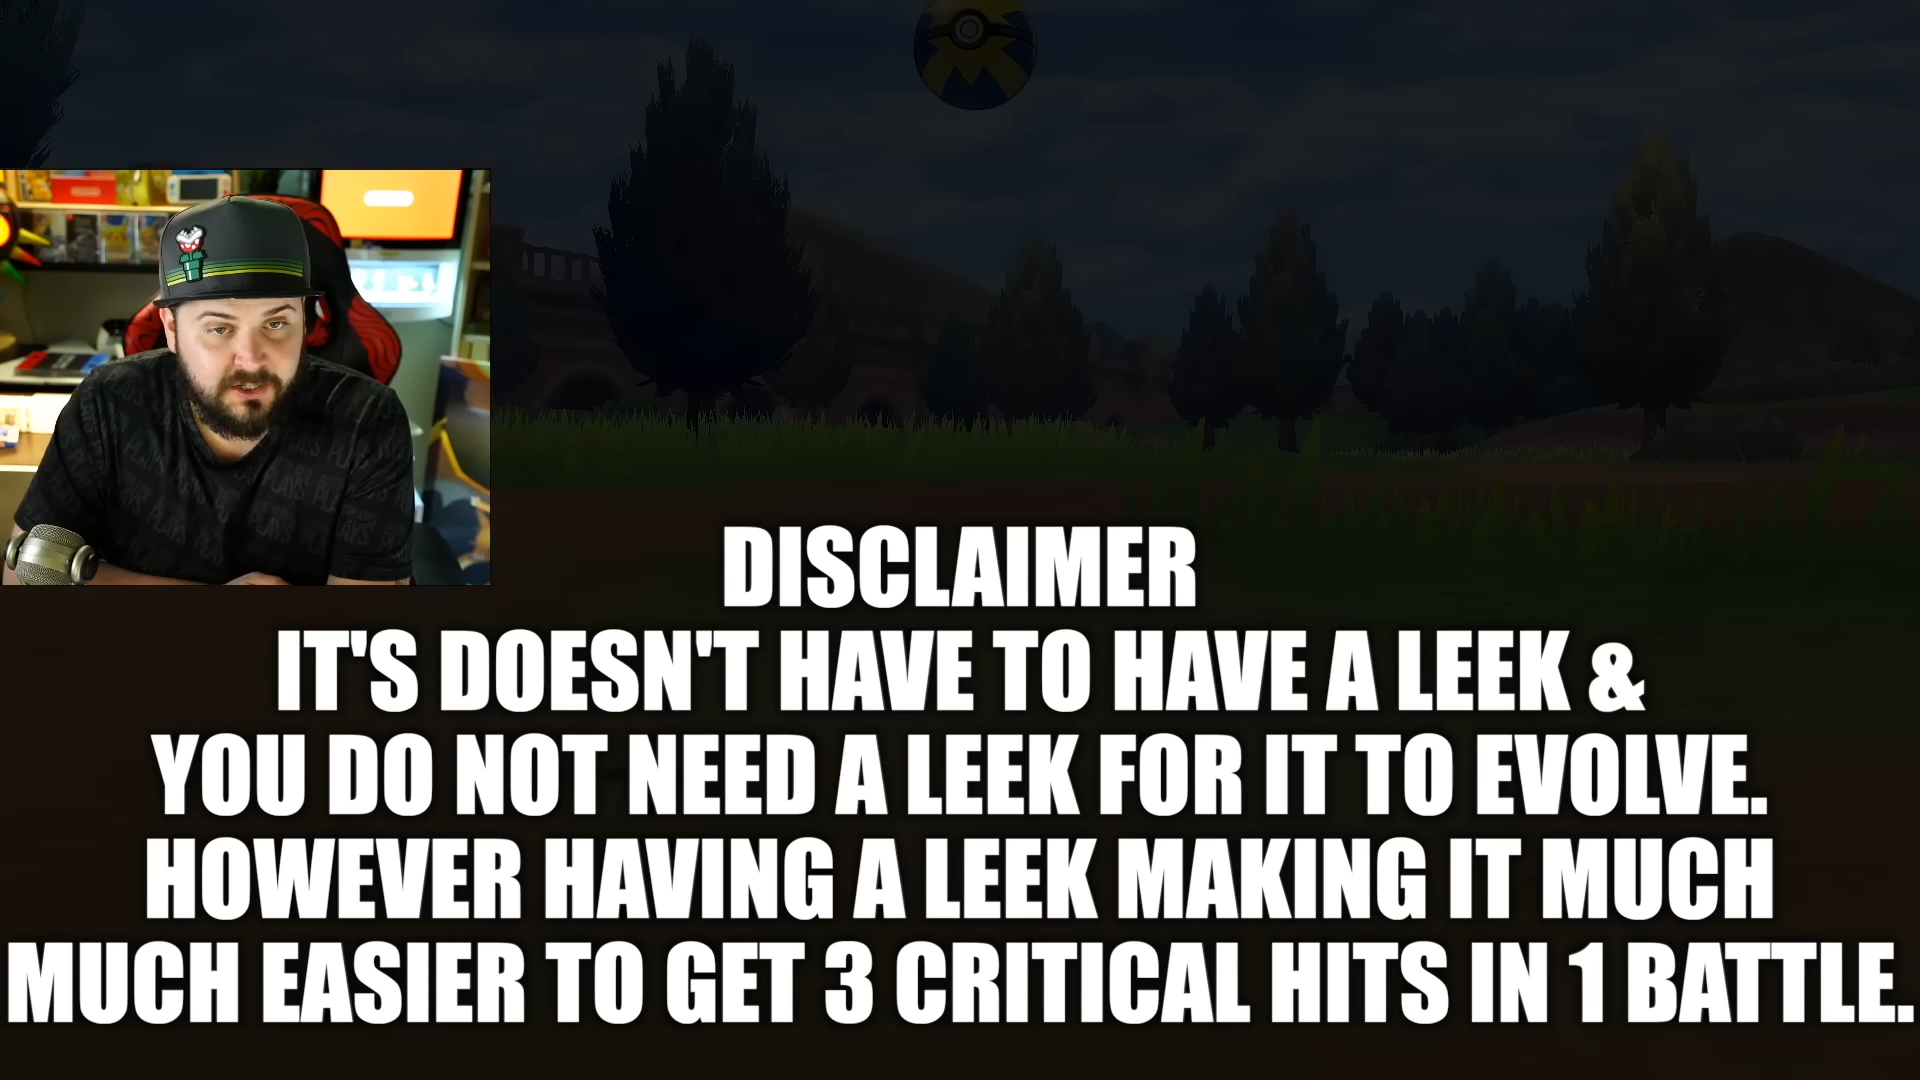 DISCLAIMER
IT'S DOESN'T HAVE TO HAVE A LEEK &
YOU DO NOT NEED A LEEK FOR IT TO EVOLVE.
HOWEVER HAVING A LEEK MAKING IT MUCH
MUCH EASIER TO GET 3 CRITICAL HITS IN 1 BATTLE.